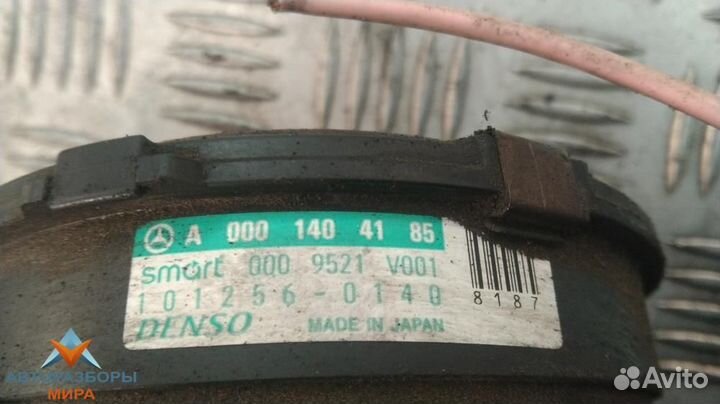 A 000 140 41 85
smart 000 9521 V001
101256-0140
8187
DENSO MADE IN JAPAN
АВТОРАЗБОРЫ
МИРА
Avito